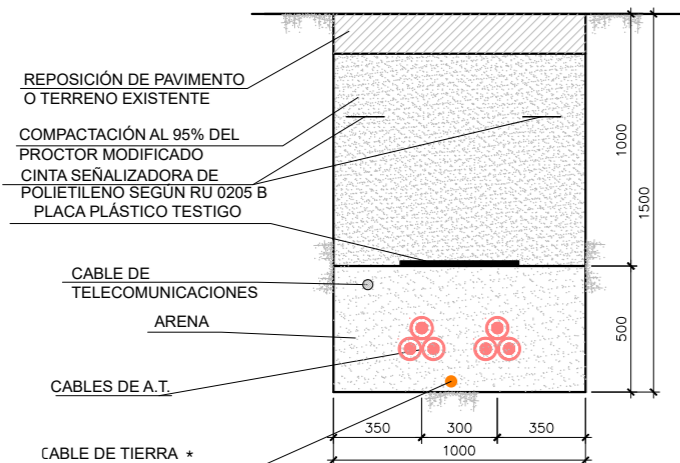 REPOSICIÓN DE PAVIMENTO
O TERRENO EXISTENTE
COMPACTACIÓN AL 95% DEL
PROCTOR MODIFICADO
CINTA SEÑALIZADORA DE
POLIETILENO SEGÚN RU 0205 B
PLACA PLÁSTICO TESTIGO
CABLE DE
TELECOMUNICACIONES
ARENA
CABLES DE A.T.
CABLE DE TIERRA *
1000
1500
500
350
300
350
1000